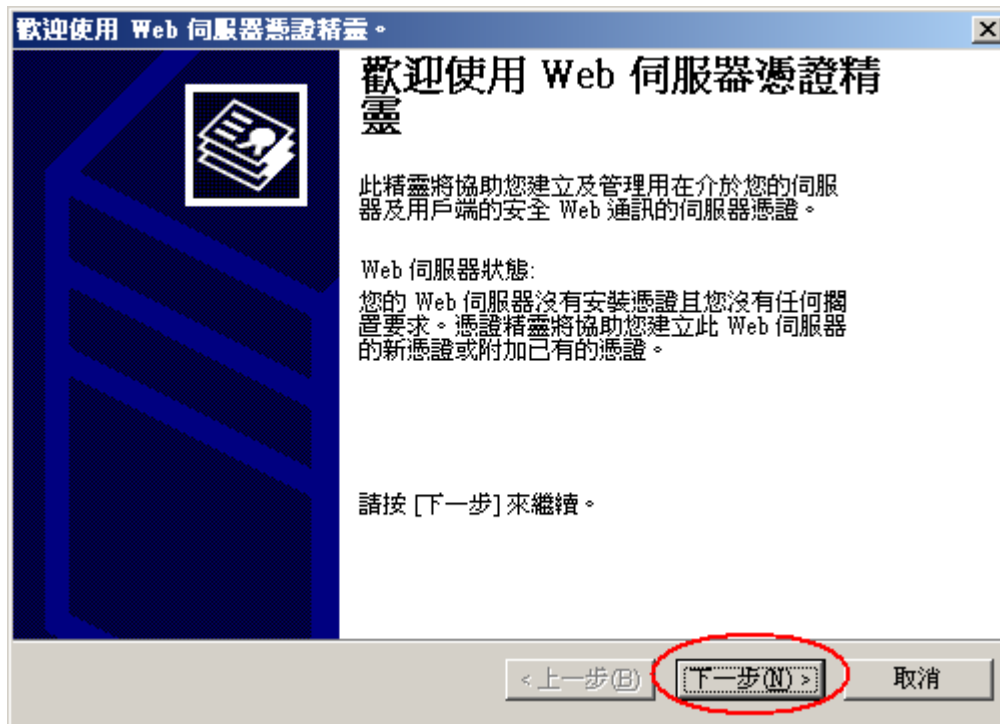 歡迎使用 Web 伺服器憑證精靈。
歡迎使用 Web 伺服器憑證精
靈
此精靈將協助您建立及管理用在介於您的伺服
器及用戶端的安全 Web 通訊的伺服器憑證。
Web 伺服器狀態:
您的 Web 伺服器沒有安裝憑證且您沒有任何擱
置要求。憑證精靈將協助您建立此 Web 伺服器
的新憑證或附加已有的憑證。
請按 [下一步] 來繼續。
< 上一步(B) 下一步(N) > 取消